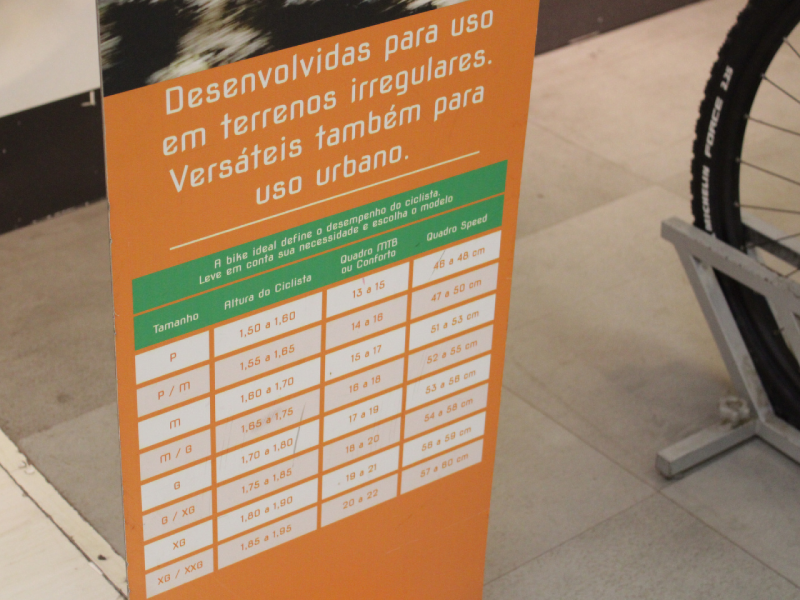 Desenvolvidas para uso
em terrenos irregulares.
Versáteis também para
uso urbano.
A bike ideal define o desempenho do ciclista.
Leve em conta sua necessidade e escolha o modelo
Tamanho Altura do Ciclista Quadro MTB ou Conforto Quadro Speed
P 1,50 a 1,60 13 a 15 46 a 48 cm
P / M 1,55 a 1,65 14 a 16 47 a 50 cm
M 1,60 a 1,70 15 a 17 51 a 53 cm
M / G 1,65 a 1,75 16 a 18 52 a 55 cm
G 1,70 a 1,80 17 a 19 53 a 56 cm
G / XG 1,75 a 1,85 18 a 20 54 a 58 cm
XG 1,80 a 1,90 19 a 21 56 a 59 cm
XG / XXG 1,85 a 1,95 20 a 22 57 a 60 cm
FORCE